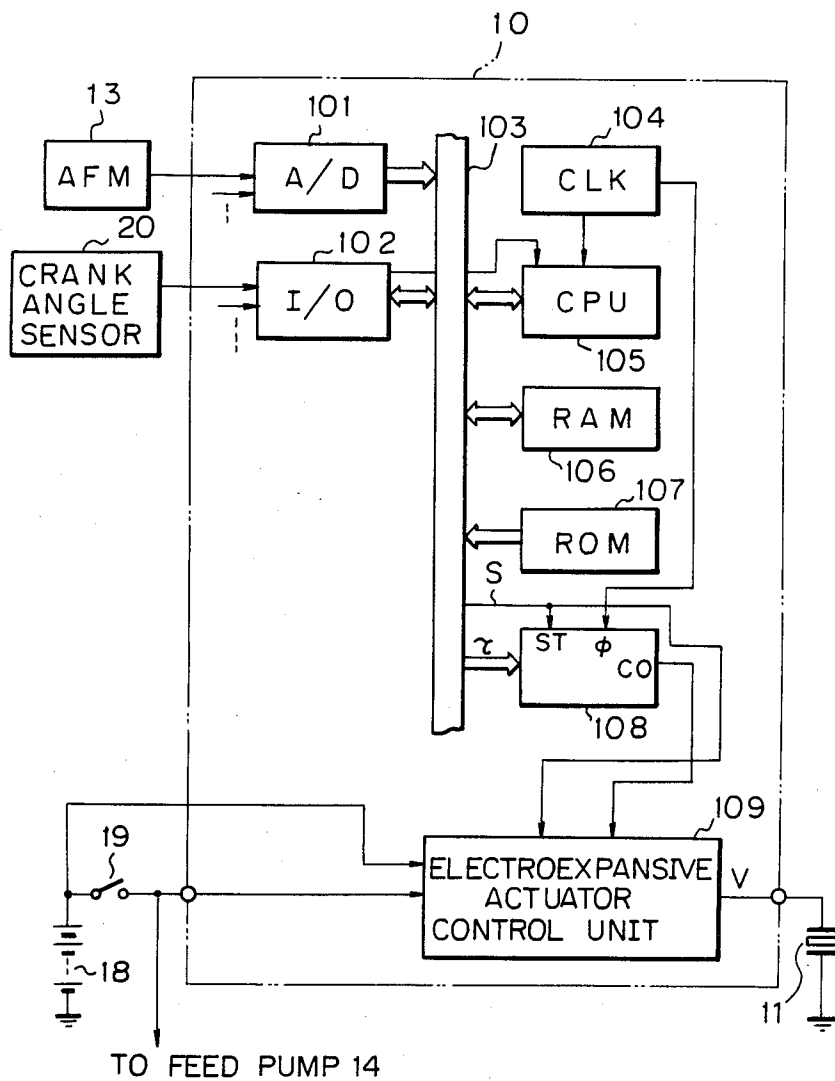 10
13
AFM
101
A/D
103
104
CLK
20
CRANK
ANGLE
SENSOR
102
I/O
CPU
105
RAM
106
107
ROM
S
τ
ST
φ
CO
108
109
19
ELECTROEXPANSIVE
ACTUATOR
CONTROL UNIT
V
18
11
TO FEED PUMP 14